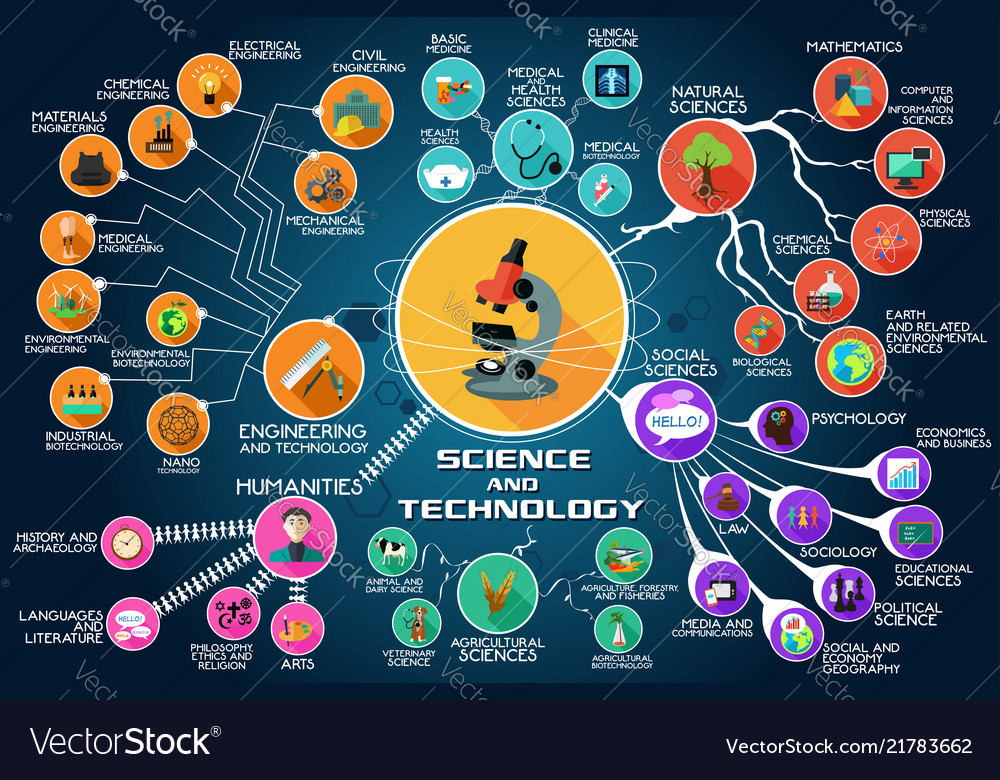 ELECTRICAL
ENGINEERING
CHEMICAL
ENGINEERING
MATERIALS
ENGINEERING
CIVIL
ENGINEERING
MECHANICAL
ENGINEERING
MEDICAL
ENGINEERING
ENVIRONMENTAL
ENGINEERING
ENVIRONMENTAL
BIOTECHNOLOGY
INDUSTRIAL
BIOTECHNOLOGY
NANO
TECHNOLOGY
ENGINEERING
AND TECHNOLOGY
BASIC
MEDICINE
CLINICAL
MEDICINE
MEDICAL
AND
HEALTH
SCIENCES
HEALTH
SCIENCES
MEDICAL
BIOTECHNOLOGY
NATURAL
SCIENCES
MATHEMATICS
COMPUTER
AND
INFORMATION
SCIENCES
PHYSICAL
SCIENCES
CHEMICAL
SCIENCES
BIOLOGICAL
SCIENCES
EARTH
AND RELATED
ENVIRONMENTAL
SCIENCES
SOCIAL
SCIENCES
HELLO!
PSYCHOLOGY
ECONOMICS
AND BUSINESS
LAW
SOCIOLOGY
EDUCATIONAL
SCIENCES
POLITICAL
SCIENCE
MEDIA AND
COMMUNICATIONS
SOCIAL AND
ECONOMY
GEOGRAPHY
SCIENCE
AND
TECHNOLOGY
HUMANITIES
HISTORY AND
ARCHAEOLOGY
LANGUAGES
AND
LITERATURE
HELLO!
PHILOSOPHY,
ETHICS AND
RELIGION
ARTS
ANIMAL AND
DAIRY SCIENCE
VETERINARY
SCIENCE
AGRICULTURAL
SCIENCES
AGRICULTURE, FORESTRY,
AND FISHERIES
AGRICULTURAL
BIOTECHNOLOGY
VectorStock®
VectorStock.com/21783662